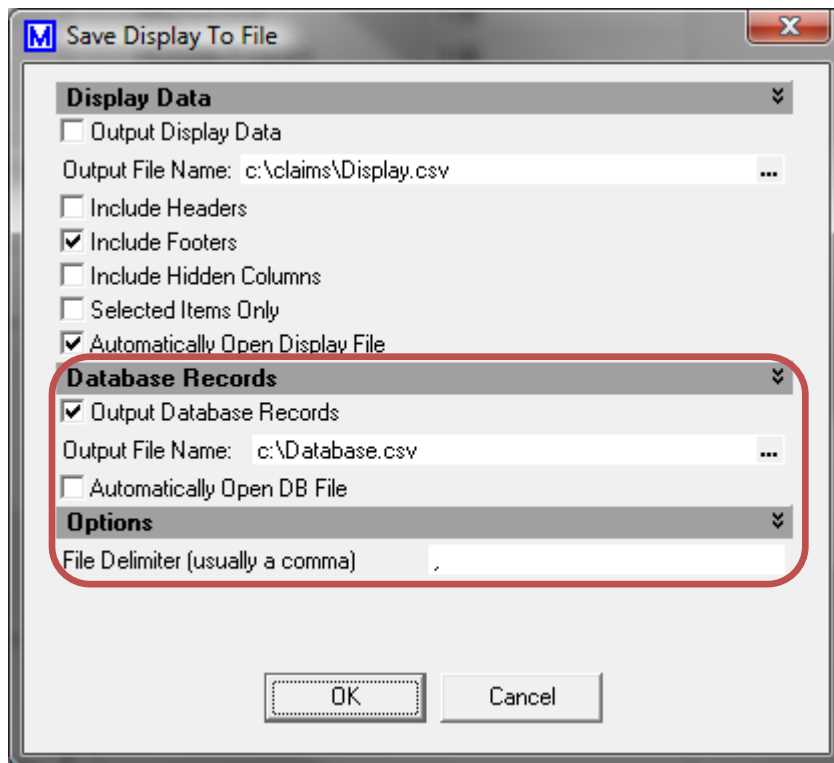 M Save Display To File
Display Data
Output Display Data
Output File Name: c:\claims\Display.csv ...
Include Headers
Include Footers
Include Hidden Columns
Selected Items Only
Automatically Open Display File
Database Records
Output Database Records
Output File Name: c:\Database.csv ...
Automatically Open DB File
Options
File Delimiter (usually a comma) ,
OK Cancel